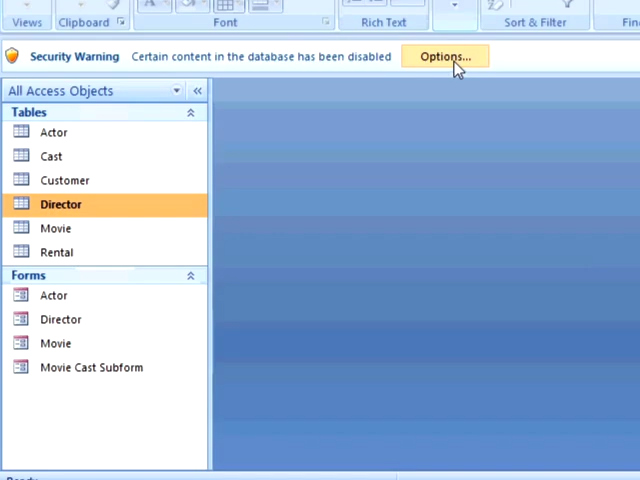 Views Clipboard Font Rich Text Sort & Filter
Security Warning Certain content in the database has been disabled Options...
All Access Objects
Tables
Actor
Cast
Customer
Director
Movie
Rental
Forms
Actor
Director
Movie
Movie Cast Subform